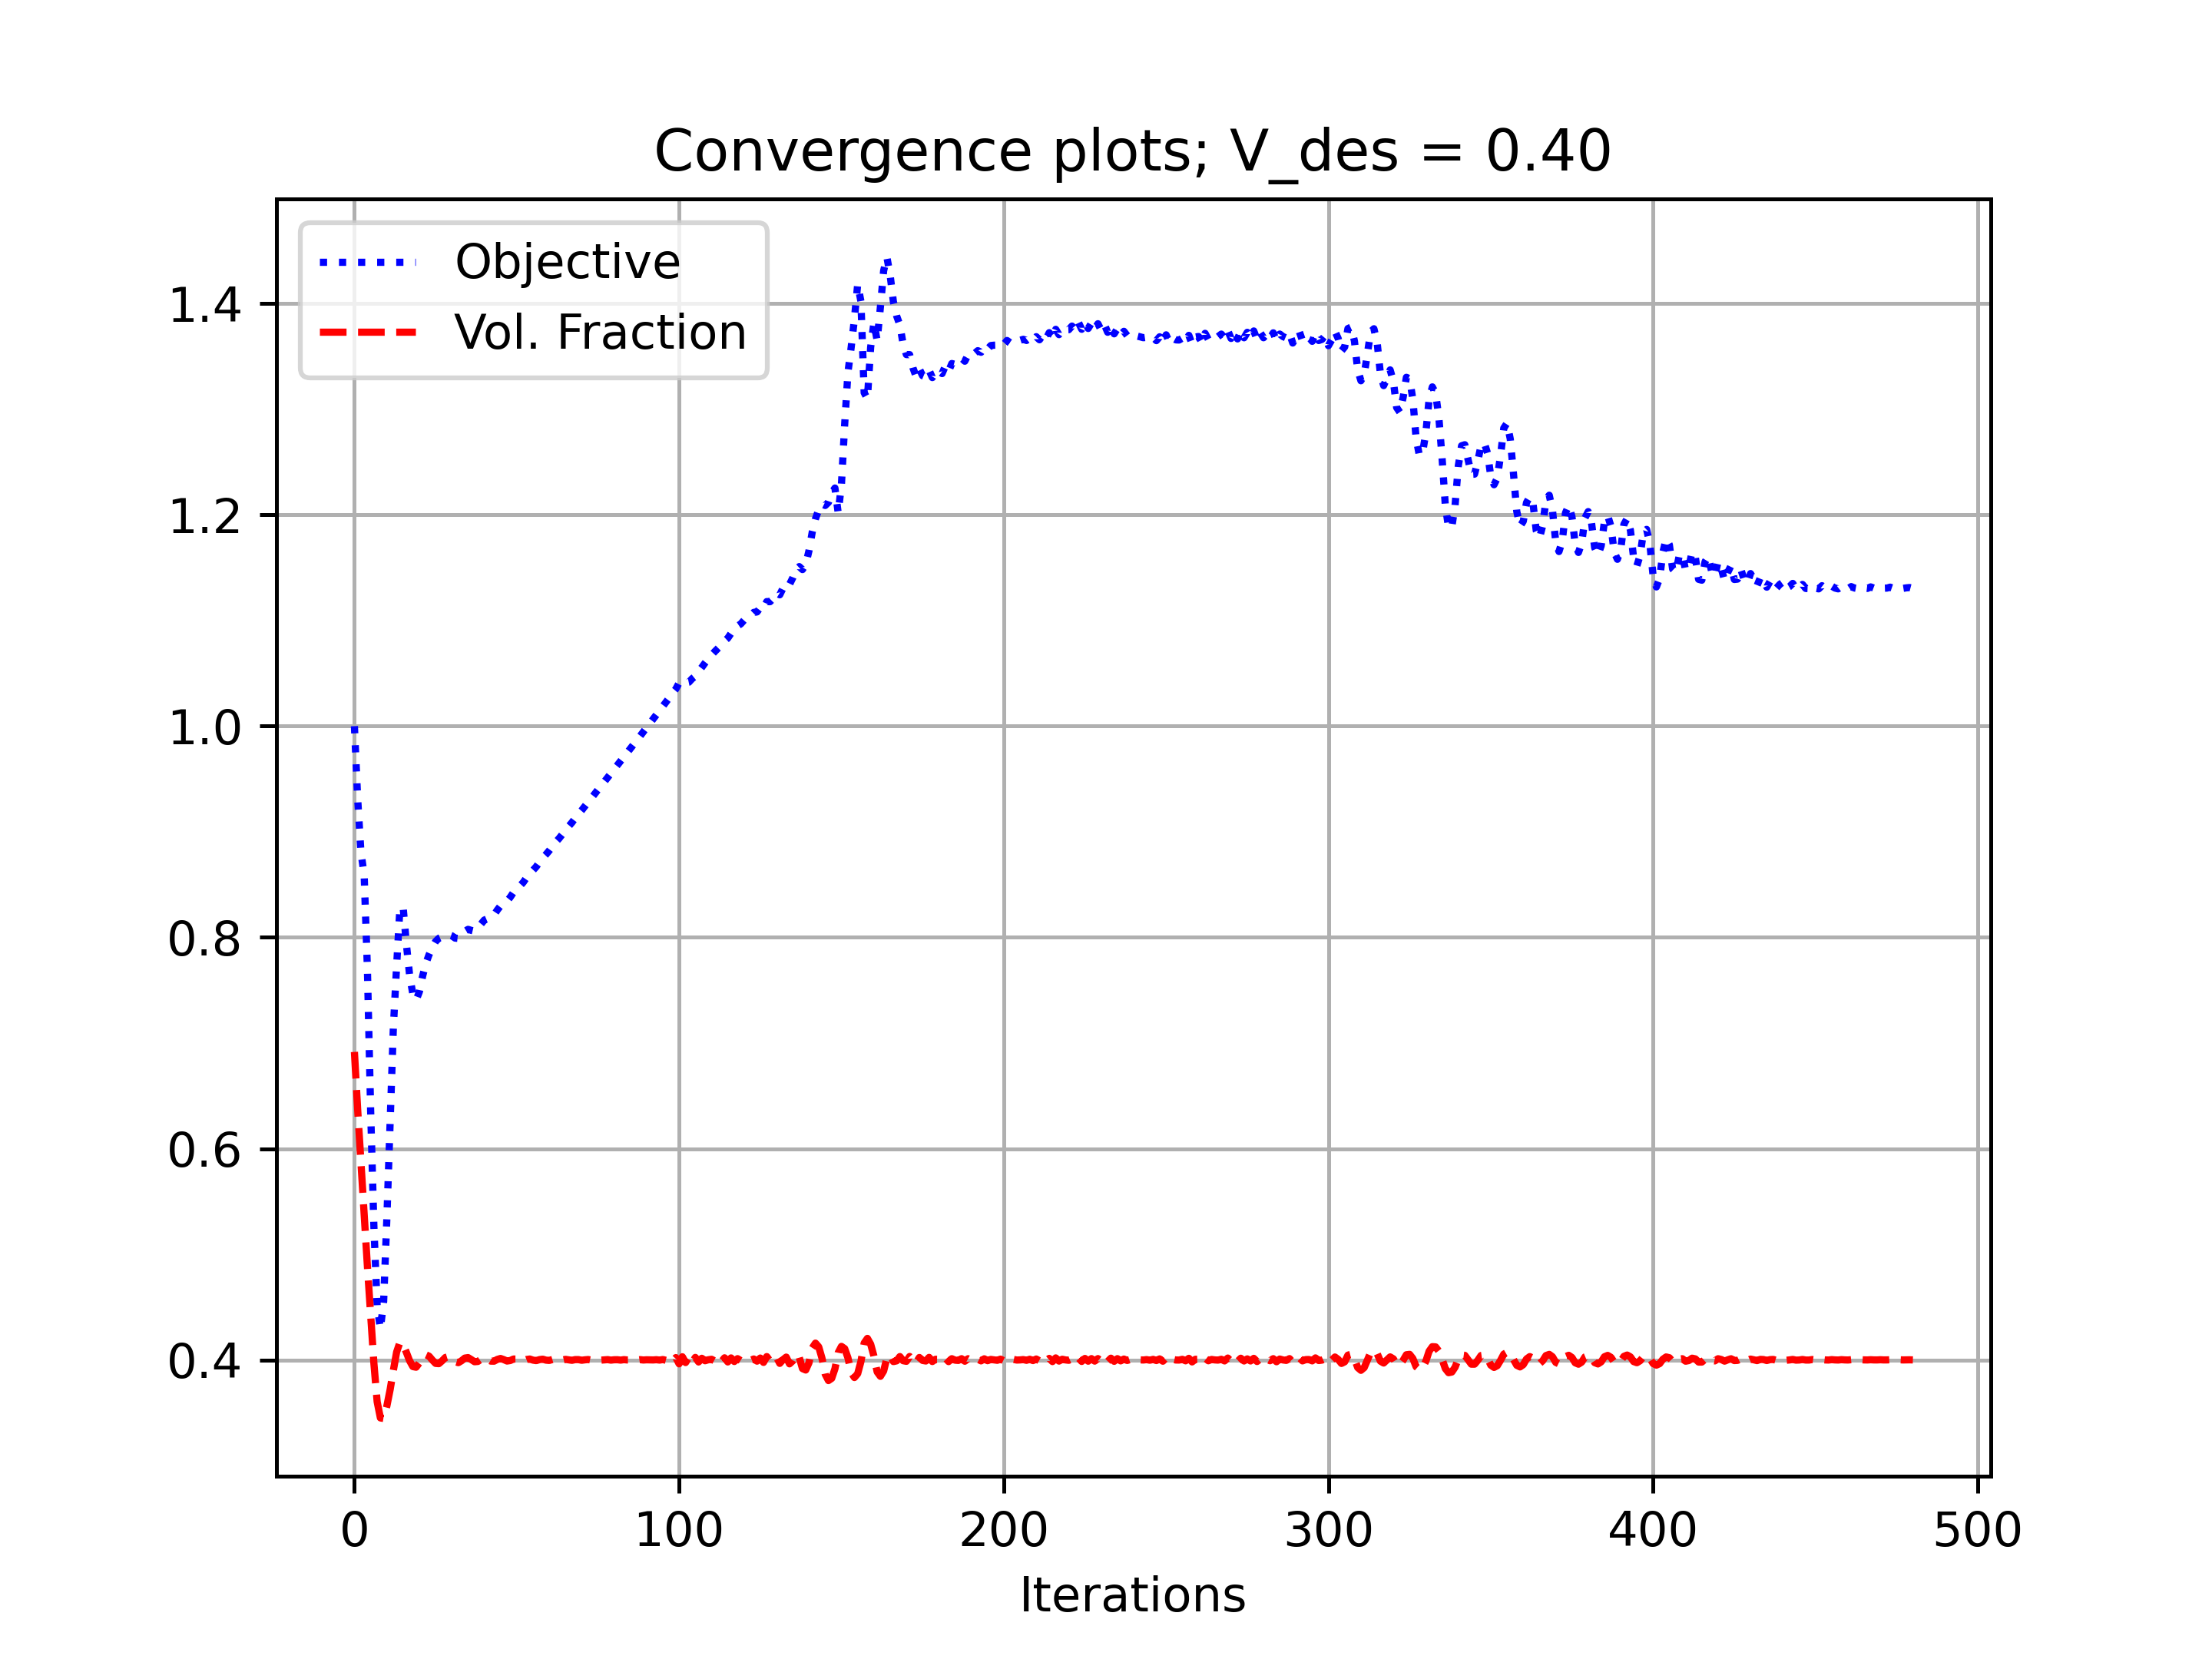 Convergence plots; V_des = 0.40
Objective
Vol. Fraction
1.4
1.2
1.0
0.8
0.6
0.4
0 100 200 300 400 500
Iterations